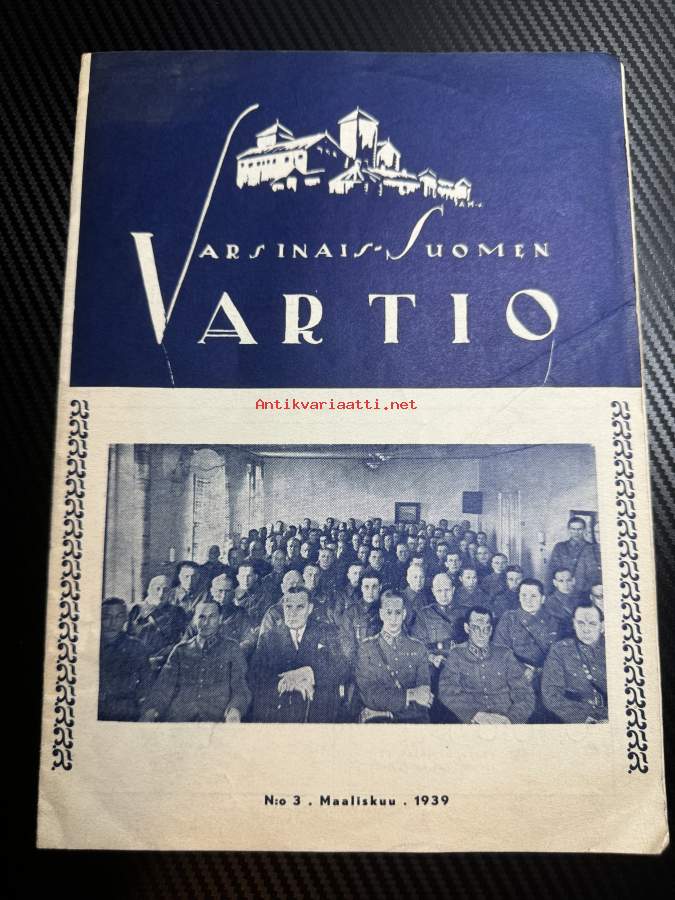 VARSINAIS-SUOMEN
VARTIO
Antikvariaatti.net
N:o 3 . Maaliskuu . 1939